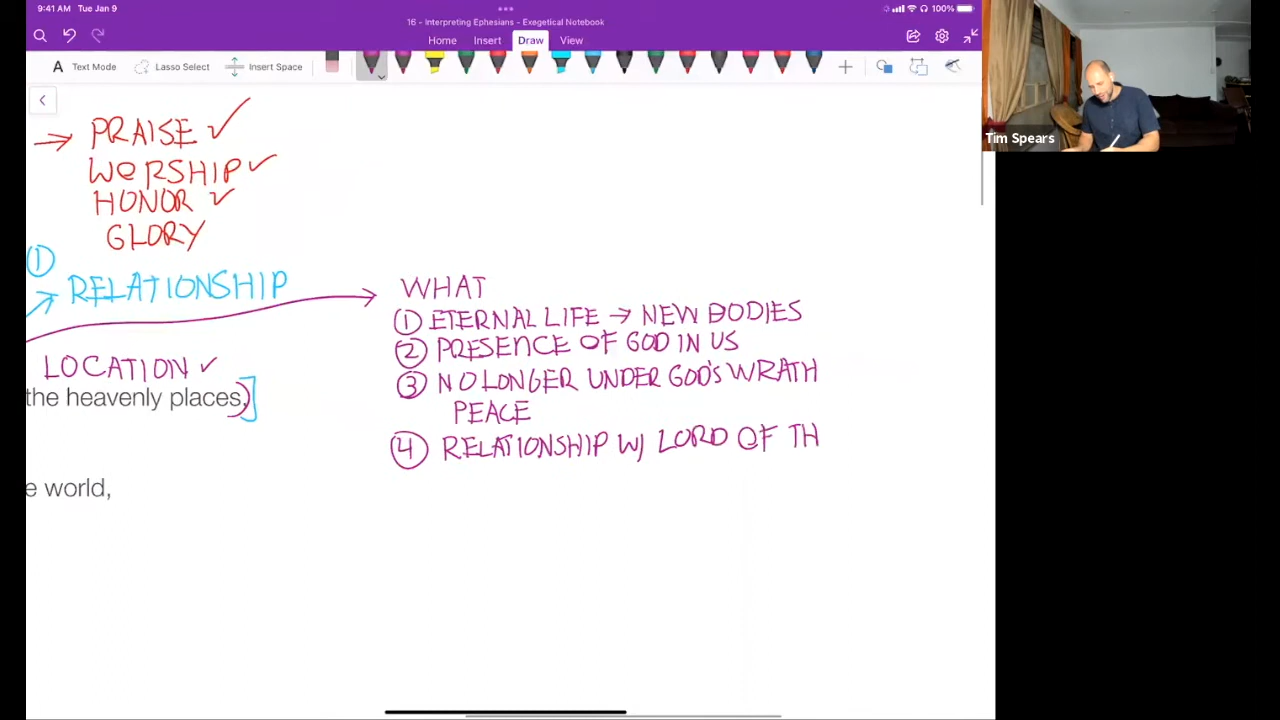 9:41 AM Tue Jan 9
100%
16 - Interpreting Ephesians - Exegetical Notebook
Home Insert Draw View
A Text Mode Lasso Select Insert Space
Tim Spears
→ PRAISE ✓
WORSHIP ✓
HONOR ✓
GLORY
① → RELATIONSHIP
LOCATION ✓
the heavenly places,)]
e world,
WHAT
① ETERNAL LIFE → NEW BODIES
② PRESENCE OF GOD IN US
③ NO LONGER UNDER GOD'S WRATH
PEACE
④ RELATIONSHIP W/ LORD OF TH